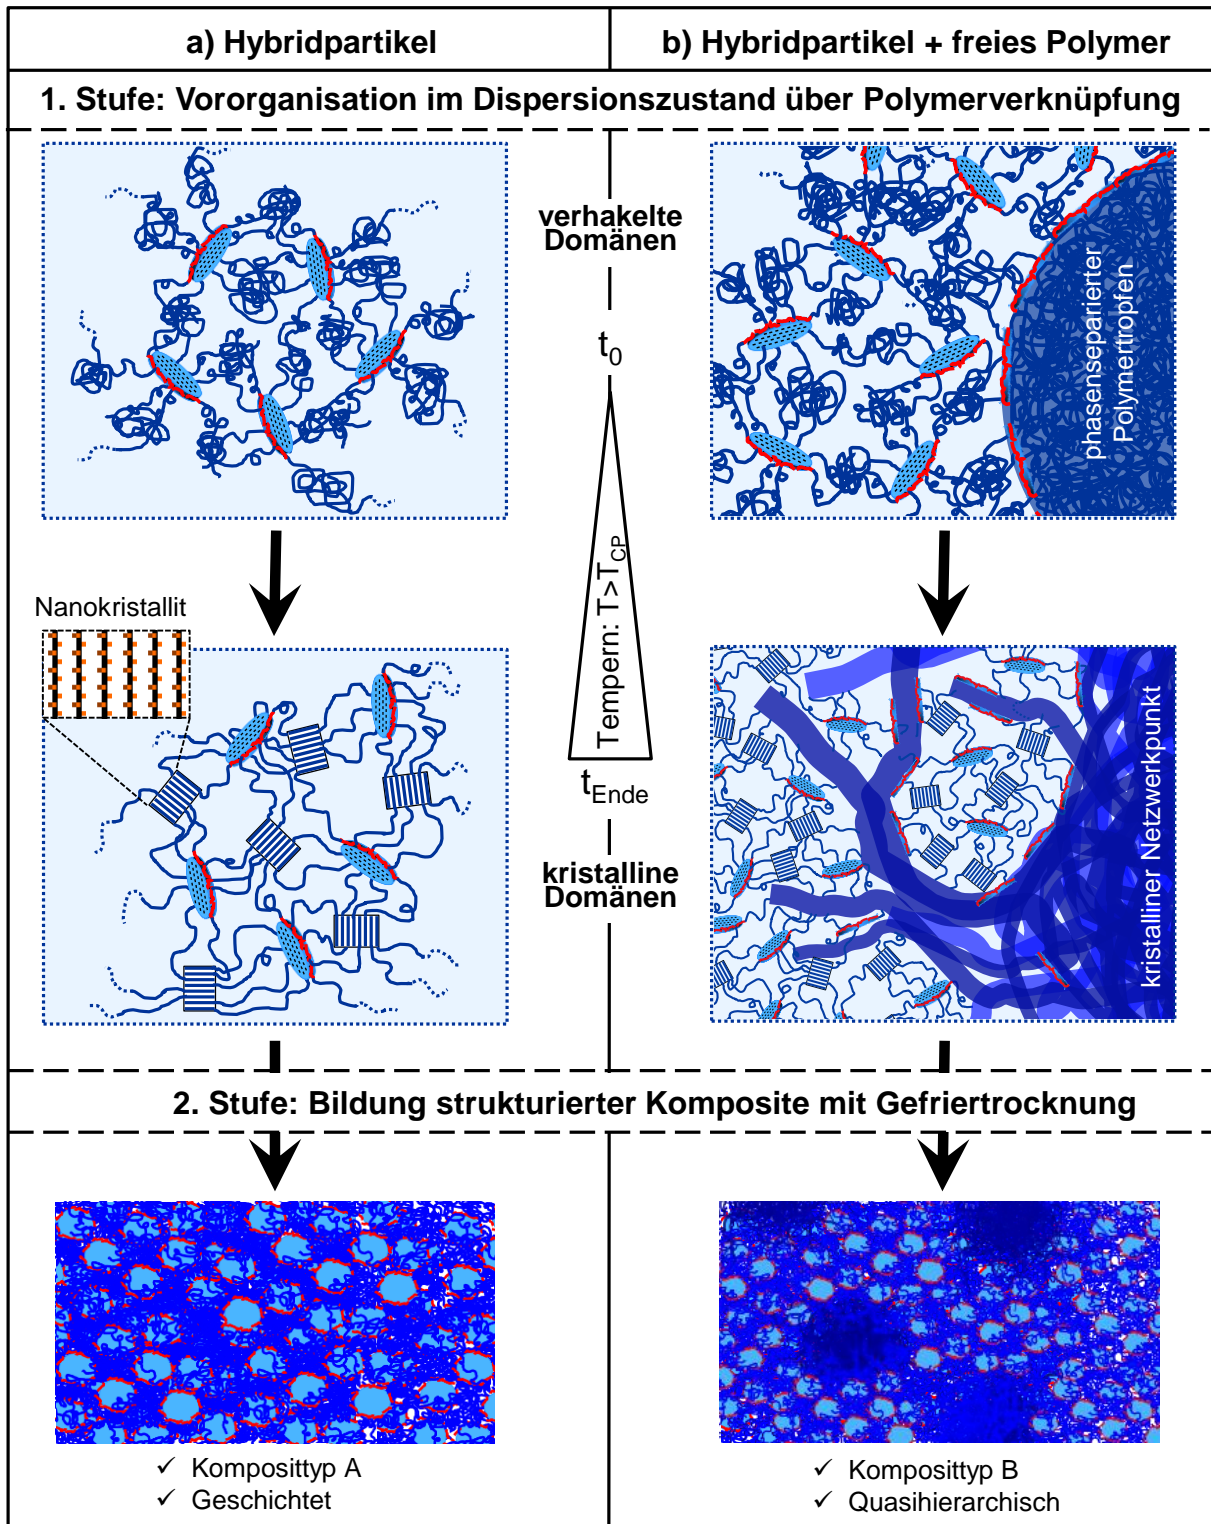 a) Hybridpartikel
b) Hybridpartikel + freies Polymer
1. Stufe: Vororganisation im Dispersionszustand über Polymerverknüpfung
verhakelte
Domänen
t0
phasenseparierter
Polymertropfen
Tempern: T>TCP
Nanokristallit
tEnde
kristalline
Domänen
kristalliner Netzwerkpunkt
2. Stufe: Bildung strukturierter Komposite mit Gefriertrocknung
✓ Komposittyp A
✓ Geschichtet
✓ Komposittyp B
✓ Quasihierarchisch